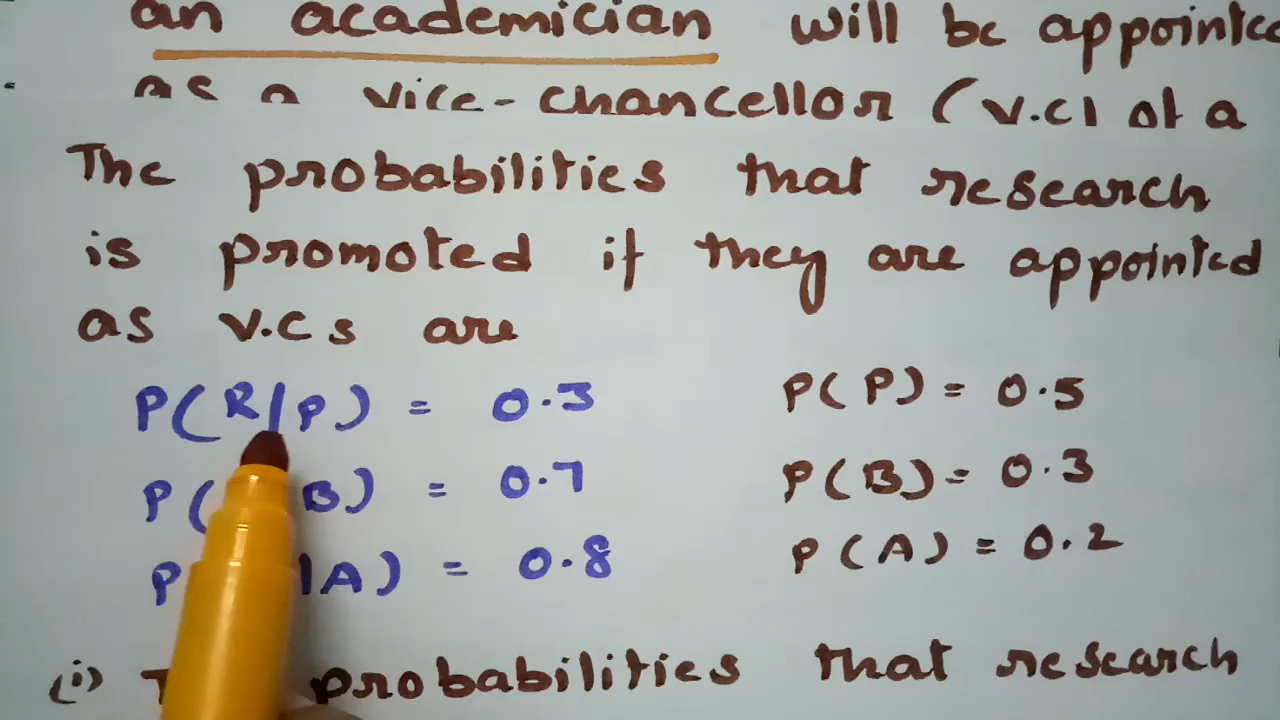 an academician will be appointed
as a vice-chancellor (V.C) of a
The probabilities that research
is promoted if they are appointed
as V.Cs are
P(R/P) = 0.3 P(P) = 0.5
P( B) = 0.7 P(B) = 0.3
P( /A) = 0.8 P(A) = 0.2
(i) probabilities that research